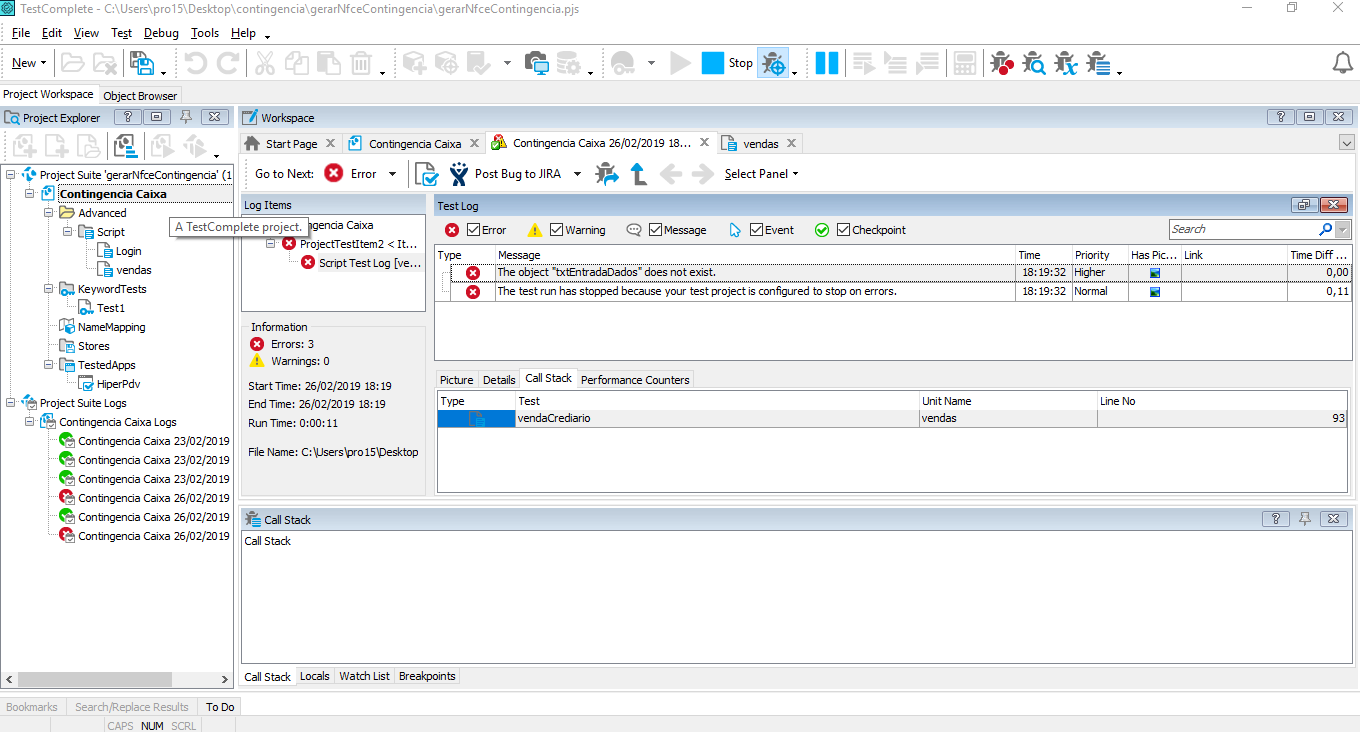 TestComplete - C:\Users\pro15\Desktop\contingencia\gerarNfceContingencia\gerarNfceContingencia.pjs
File Edit View Test Debug Tools Help
New Stop
Project Workspace Object Browser
Project Explorer
Project Suite 'gerarNfceContingencia' (1
Contingencia Caixa
Advanced
Script
Login
vendas
KeywordTests
Test1
NameMapping
Stores
TestedApps
HiperPdv
Project Suite Logs
Contingencia Caixa Logs
Contingencia Caixa 23/02/2019
Contingencia Caixa 23/02/2019
Contingencia Caixa 23/02/2019
Contingencia Caixa 26/02/2019
Contingencia Caixa 26/02/2019
Contingencia Caixa 26/02/2019
A TestComplete project.
Workspace
Start Page Contingencia Caixa Contingencia Caixa 26/02/2019 18... vendas
Go to Next: Error Post Bug to JIRA Select Panel
Log Items
ngencia Caixa
ProjectTestItem2 < It...
Script Test Log [ve...
Information
Errors: 3
Warnings: 0
Start Time: 26/02/2019 18:19
End Time: 26/02/2019 18:19
Run Time: 0:00:11
File Name: C:\Users\pro15\Desktop
Test Log
Error Warning Message Event Checkpoint Search
Type Message Time Priority Has Pic... Link Time Diff ...
The object "txtEntradaDados" does not exist. 18:19:32 Higher 0,00
The test run has stopped because your test project is configured to stop on errors. 18:19:32 Normal 0,11
Picture Details Call Stack Performance Counters
Type Test Unit Name Line No
vendaCrediario vendas 93
Call Stack
Call Stack
Call Stack Locals Watch List Breakpoints
Bookmarks Search/Replace Results To Do
CAPS NUM SCRL